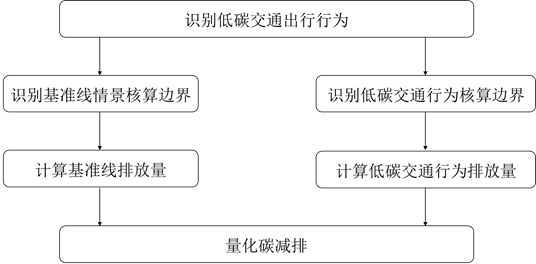 识别低碳交通出行行为
识别基准线情景核算边界
识别低碳交通行为核算边界
计算基准线排放量
计算低碳交通行为排放量
量化碳减排